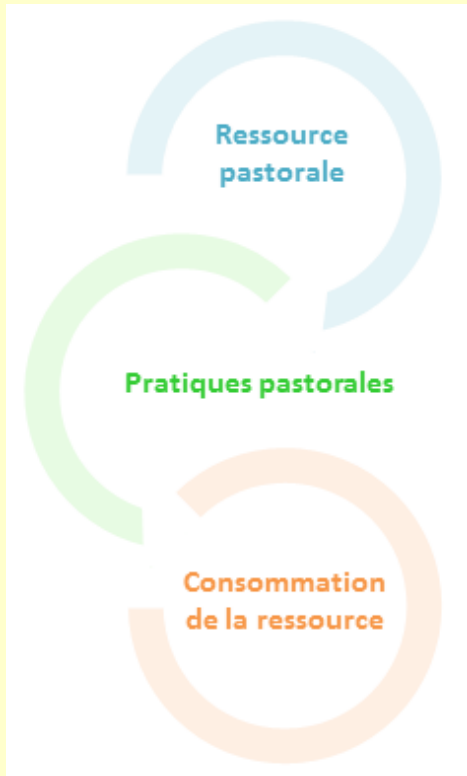 Ressource
pastorale
Pratiques pastorales
Consommation
de la ressource